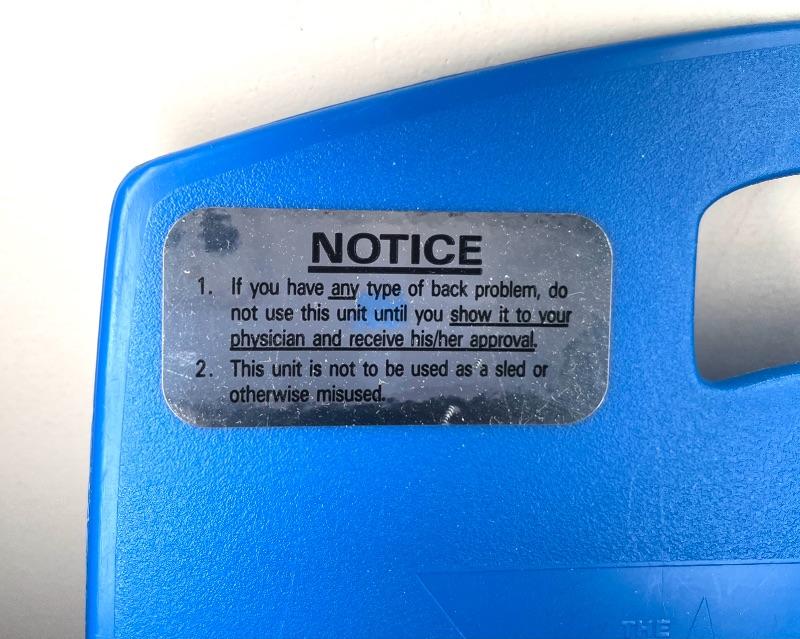 NOTICE
1. If you have any type of back problem, do
not use this unit until you show it to your
physician and receive his/her approval.
2. This unit is not to be used as a sled or
otherwise misused.
THE